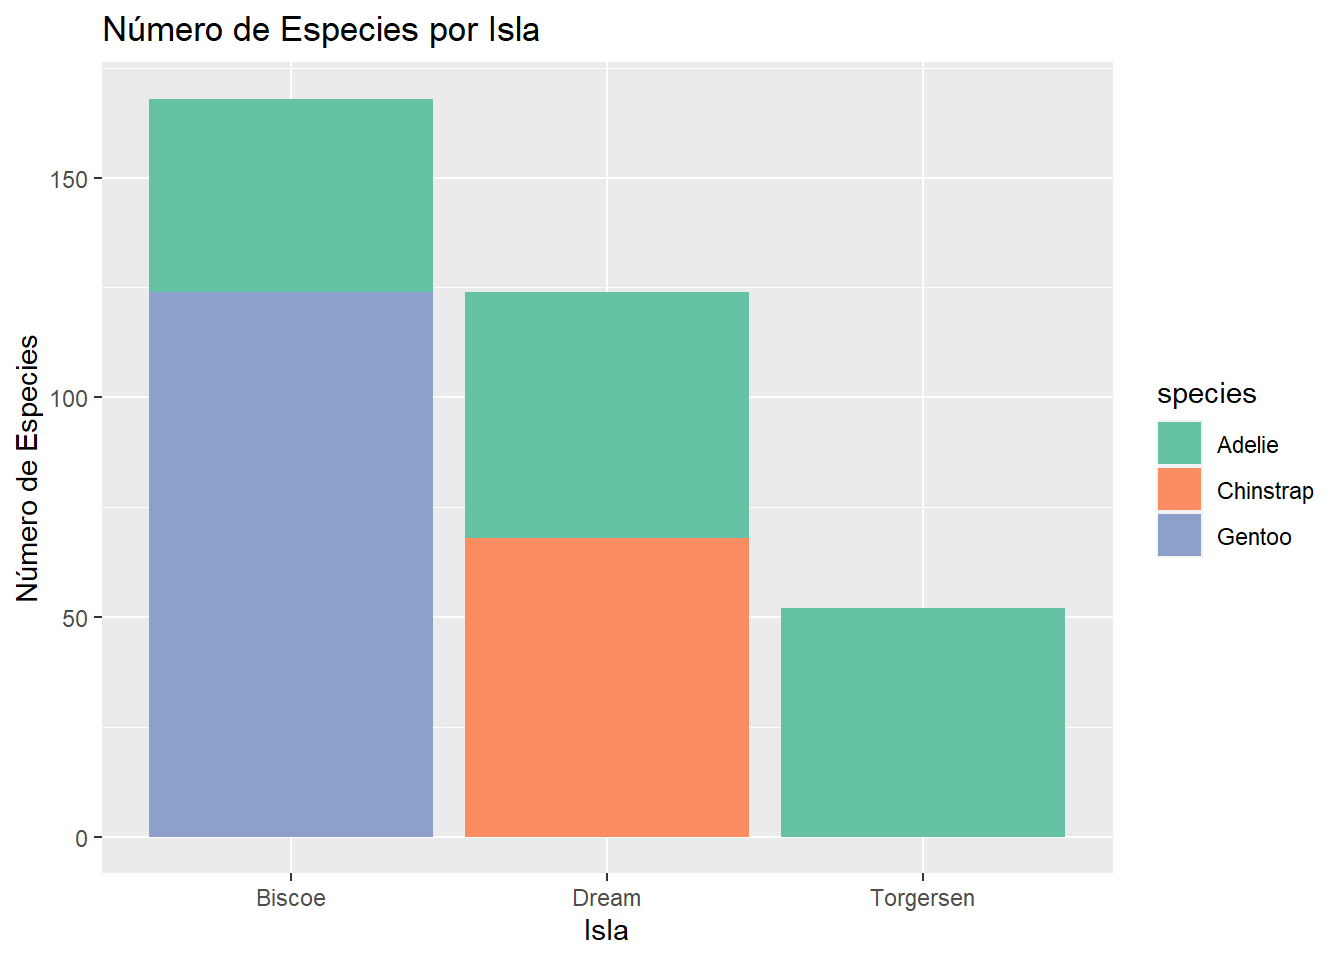 Número de Especies por Isla
Número de Especies
150
100
50
0
Biscoe
Dream
Torgersen
Isla
species
Adelie
Chinstrap
Gentoo